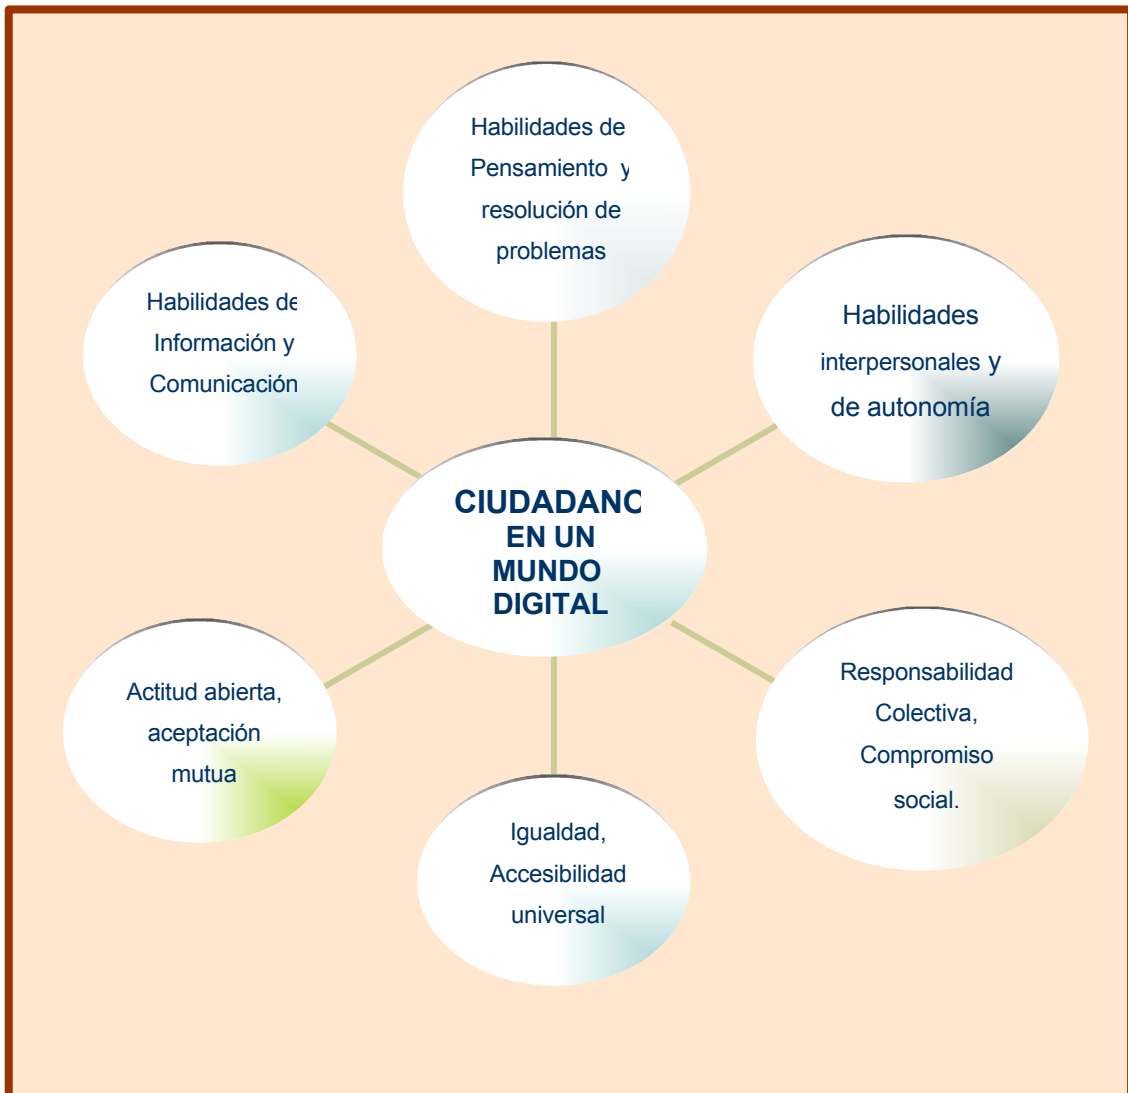 Habilidades de
Pensamiento y
resolución de
problemas
Habilidades de
Información y
Comunicación
Habilidades
interpersonales y
de autonomía
CIUDADANO
EN UN
MUNDO
DIGITAL
Actitud abierta,
aceptación
mutua
Responsabilidad
Colectiva,
Compromiso
social.
Igualdad,
Accesibilidad
universal